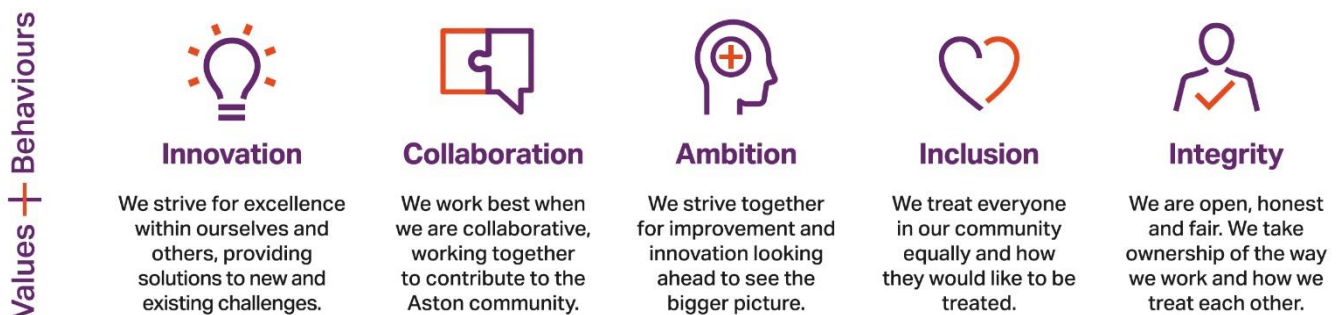 Values + Behaviours
Innovation
We strive for excellence
within ourselves and
others, providing
solutions to new and
existing challenges.
Collaboration
We work best when
we are collaborative,
working together
to contribute to the
Aston community.
Ambition
We strive together
for improvement and
innovation looking
ahead to see the
bigger picture.
Inclusion
We treat everyone
in our community
equally and how
they would like to be
treated.
Integrity
We are open, honest
and fair. We take
ownership of the way
we work and how we
treat each other.